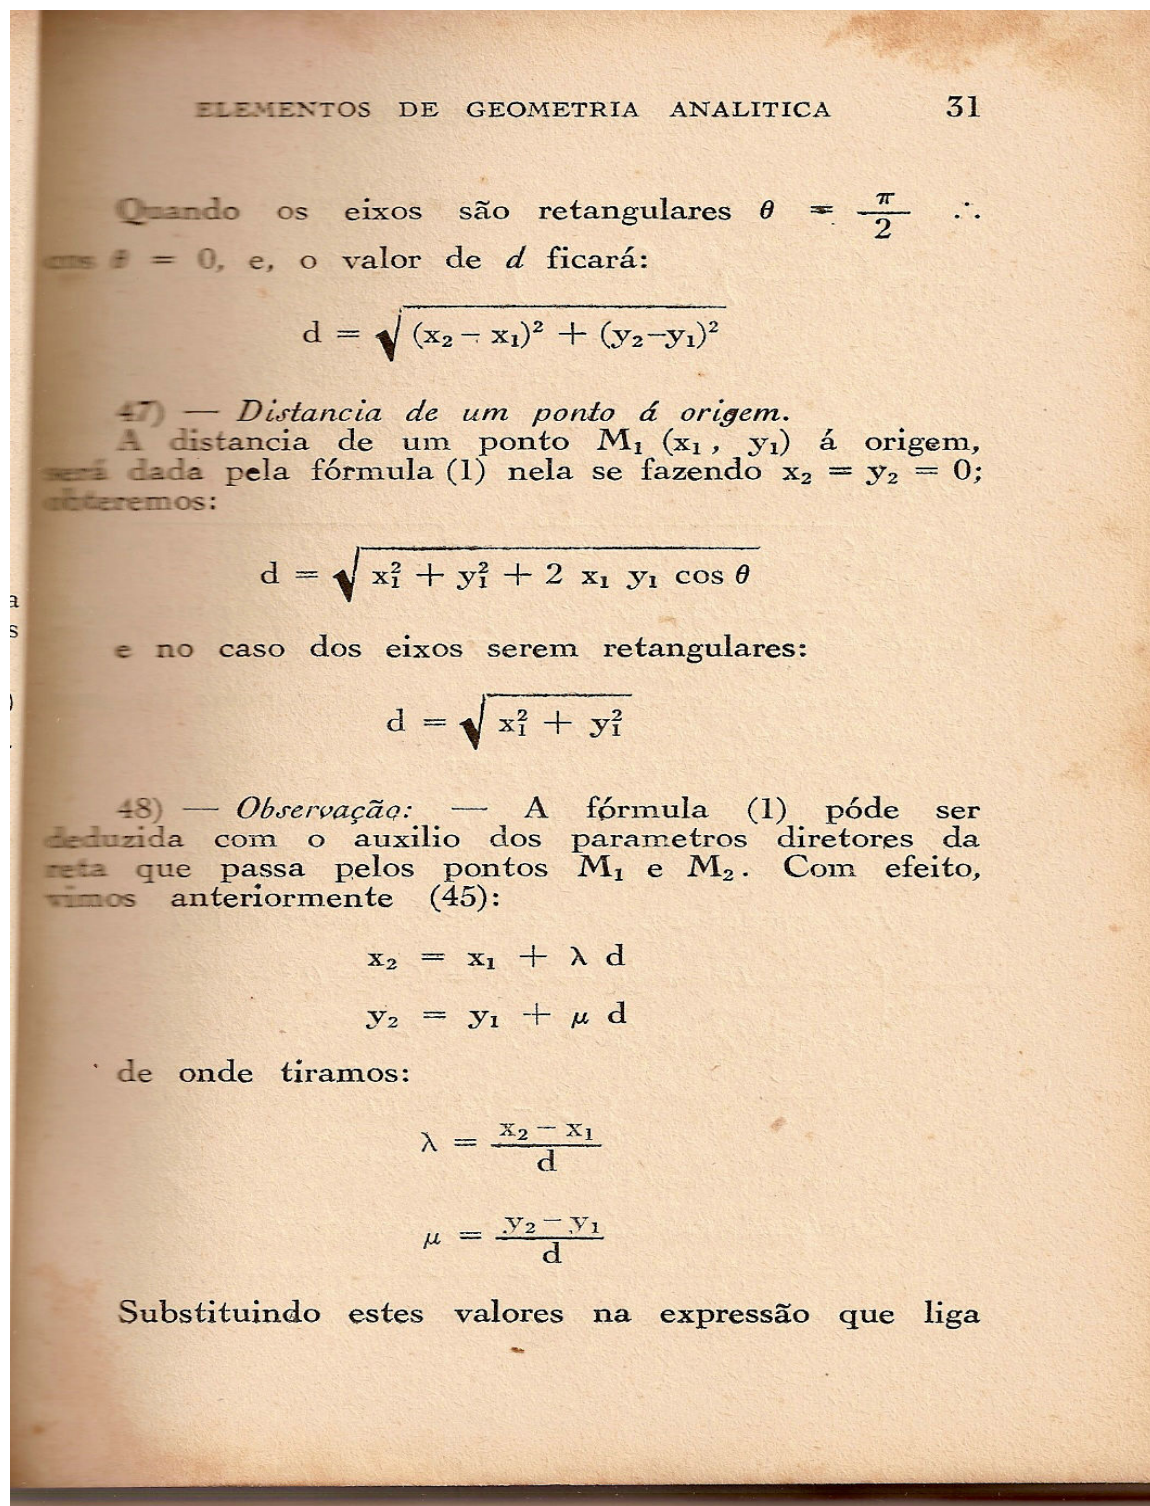 ELEMENTOS DE GEOMETRIA ANALITICA 31
Quando os eixos são retangulares θ = π/2 ∴
cos θ = 0, e, o valor de d ficará:
d = √(x₂ – x₁)² + (y₂–y₁)²
47) — Distancia de um ponto á origem.
A distancia de um ponto M₁ (x₁ , y₁) á origem,
será dada pela fórmula (1) nela se fazendo x₂ = y₂ = 0;
obteremos:
d = √x₁² + y₁² + 2 x₁ y₁ cos θ
e no caso dos eixos serem retangulares:
d = √x₁² + y₁²
48) — Observação: — A fórmula (1) póde ser
deduzida com o auxilio dos parametros diretores da
reta que passa pelos pontos M₁ e M₂. Com efeito,
vimos anteriormente (45):
x₂ = x₁ + λ d
y₂ = y₁ + μ d
de onde tiramos:
λ = x₂ – x₁ / d
μ = y₂ – y₁ / d
Substituindo estes valores na expressão que liga